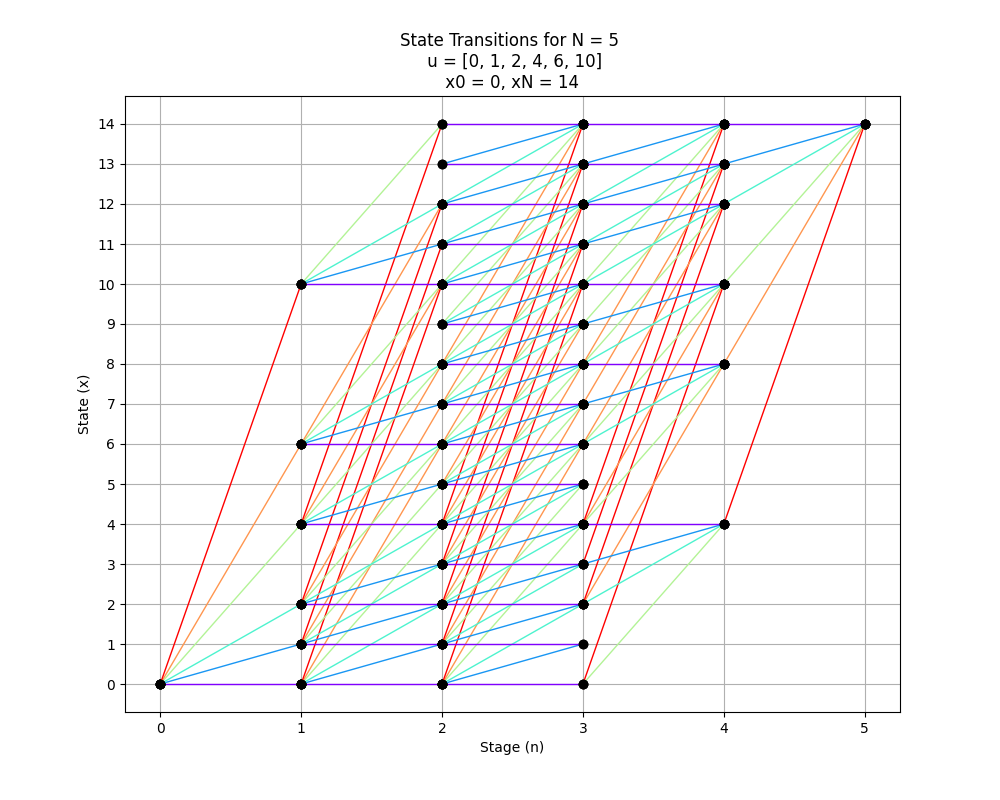 State Transitions for N = 5
u = [0, 1, 2, 4, 6, 10]
x0 = 0, xN = 14
14
13
12
11
10
9
8
7
6
5
4
3
2
1
0
State (x)
0 1 2 3 4 5
Stage (n)